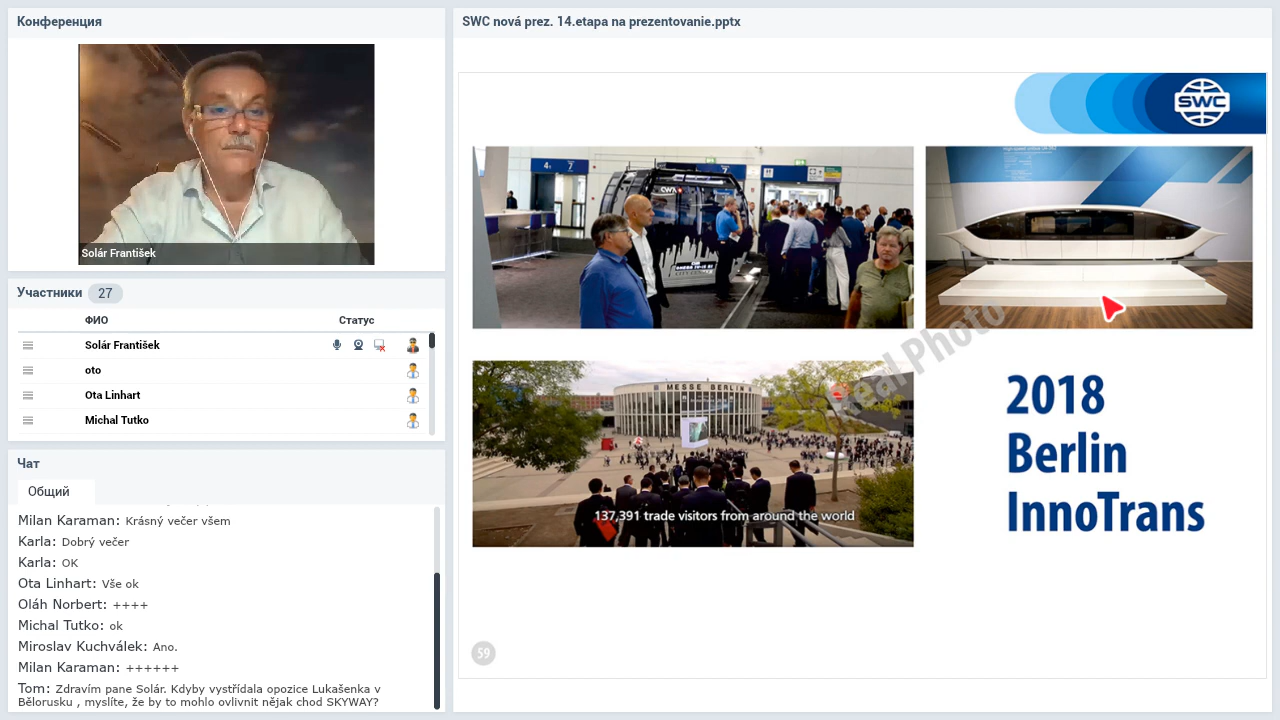 Конференция
Solár František
Участники 27
ФИО Статус
Solár František
oto
Ota Linhart
Michal Tutko
Чат
Общий
Milan Karaman: Krásný večer všem
Karla: Dobrý večer
Karla: OK
Ota Linhart: Vše ok
Oláh Norbert: ++++
Michal Tutko: ok
Miroslav Kuchválek: Ano.
Milan Karaman: ++++++
Tom: Zdravím pane Solár. Kdyby vystřídala opozice Lukašenka v
Bělorusku , myslíte, že by to mohlo ovlivnit nějak chod SKYWAY?
SWC nová prez. 14.etapa na prezentovanie.pptx
SWC
7
Real Photo
MESSE BERLIN
137,391 trade visitors from around the world
2018
Berlin
InnoTrans
59